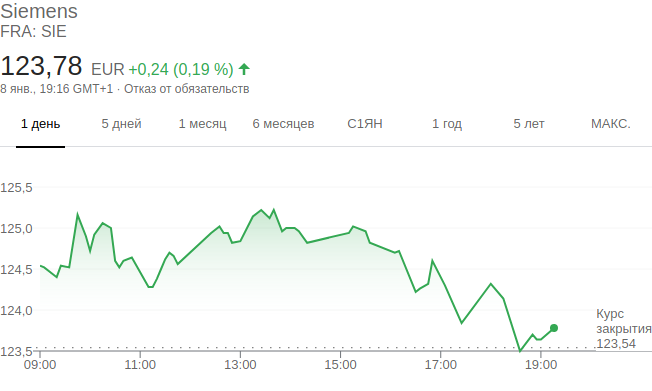 Siemens
FRA: SIE
123,78 EUR +0,24 (0,19 %)
8 янв., 19:16 GMT+1 · Отказ от обязательств
1 день 5 дней 1 месяц 6 месяцев С1ЯН 1 год 5 лет МАКС.
125,5
125,0
124,5
124,0
Курс
закрытия
123,54
123,5
09:00 11:00 13:00 15:00 17:00 19:00